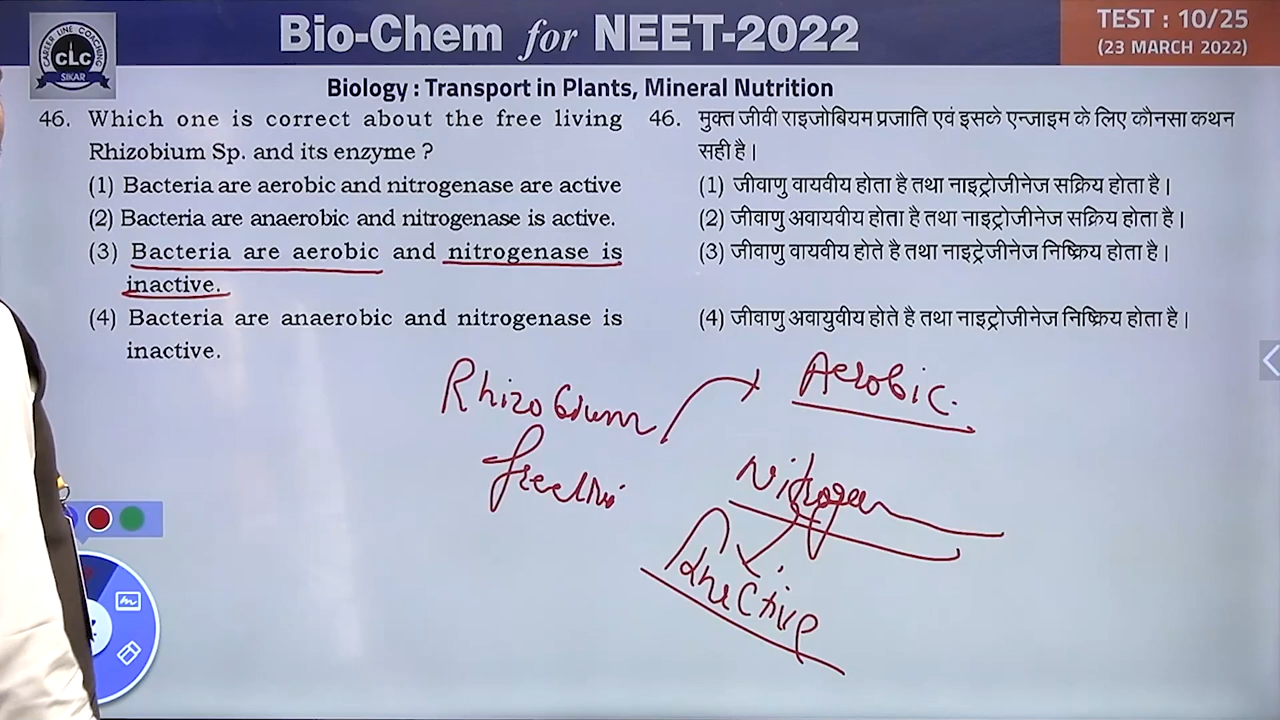 CAREER LINE COACHING
CLC
SIKAR
Bio-Chem for NEET-2022
TEST : 10/25
(23 MARCH 2022)
Biology : Transport in Plants, Mineral Nutrition
46. Which one is correct about the free living
Rhizobium Sp. and its enzyme ?
(1) Bacteria are aerobic and nitrogenase are active
(2) Bacteria are anaerobic and nitrogenase is active.
(3) Bacteria are aerobic and nitrogenase is
inactive.
(4) Bacteria are anaerobic and nitrogenase is
inactive.
46. मुक्त जीवी राइजोबियम प्रजाति एवं इसके एन्जाइम के लिए कौनसा कथन
सही है।
(1) जीवाणु वायवीय होता है तथा नाइट्रोजीनेज सक्रिय होता है।
(2) जीवाणु अवायवीय होता है तथा नाइट्रोजीनेज सक्रिय होता है।
(3) जीवाणु वायवीय होते है तथा नाइट्रेजीनेज निष्क्रिय होता है।
(4) जीवाणु अवायुवीय होते है तथा नाइट्रोजीनेज निष्क्रिय होता है।
Rhizobium
Aerobic.